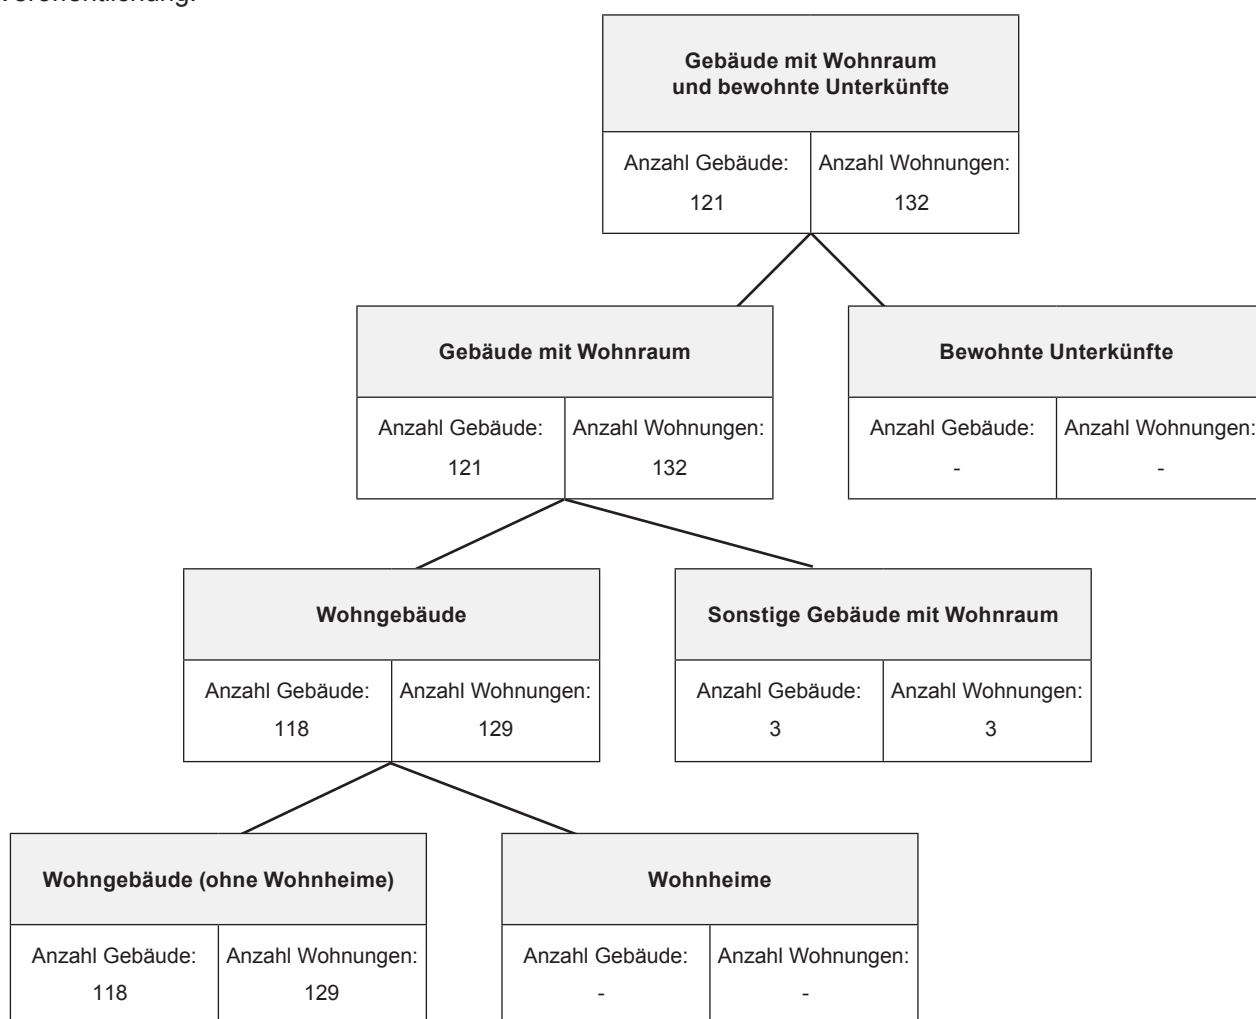 Veröffentlichung.
Gebäude mit Wohnraum
und bewohnte Unterkünfte
Anzahl Gebäude: Anzahl Wohnungen:
121 132
Gebäude mit Wohnraum Bewohnte Unterkünfte
Anzahl Gebäude: Anzahl Wohnungen: Anzahl Gebäude: Anzahl Wohnungen:
121 132 - -
Wohngebäude Sonstige Gebäude mit Wohnraum
Anzahl Gebäude: Anzahl Wohnungen: Anzahl Gebäude: Anzahl Wohnungen:
118 129 3 3
Wohngebäude (ohne Wohnheime) Wohnheime
Anzahl Gebäude: Anzahl Wohnungen: Anzahl Gebäude: Anzahl Wohnungen:
118 129 - -